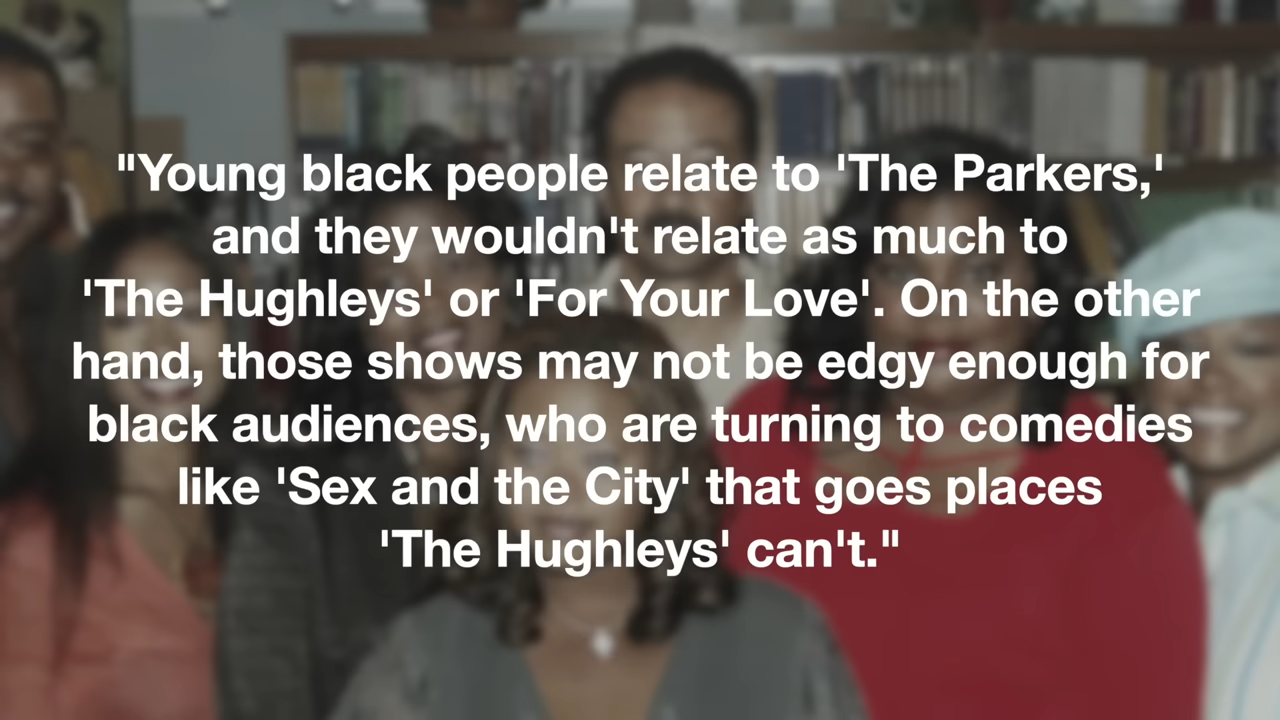 "Young black people relate to 'The Parkers,'
and they wouldn't relate as much to
'The Hughleys' or 'For Your Love'. On the other
hand, those shows may not be edgy enough for
black audiences, who are turning to comedies
like 'Sex and the City' that goes places
'The Hughleys' can't."